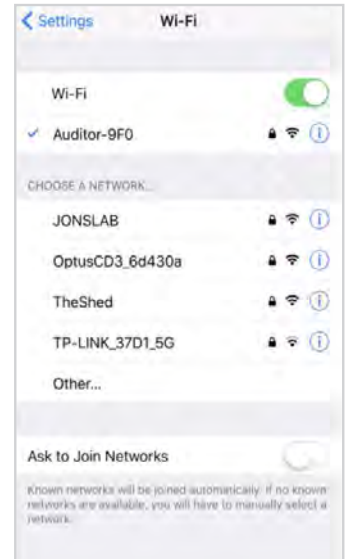 Settings Wi-Fi
Wi-Fi
Auditor-9F0
CHOOSE A NETWORK...
JONSLAB
OptusCD3_6d430a
TheShed
TP-LINK_37D1_5G
Other...
Ask to Join Networks
Known networks will be joined automatically. If no known
networks are available, you will have to manually select a
network.